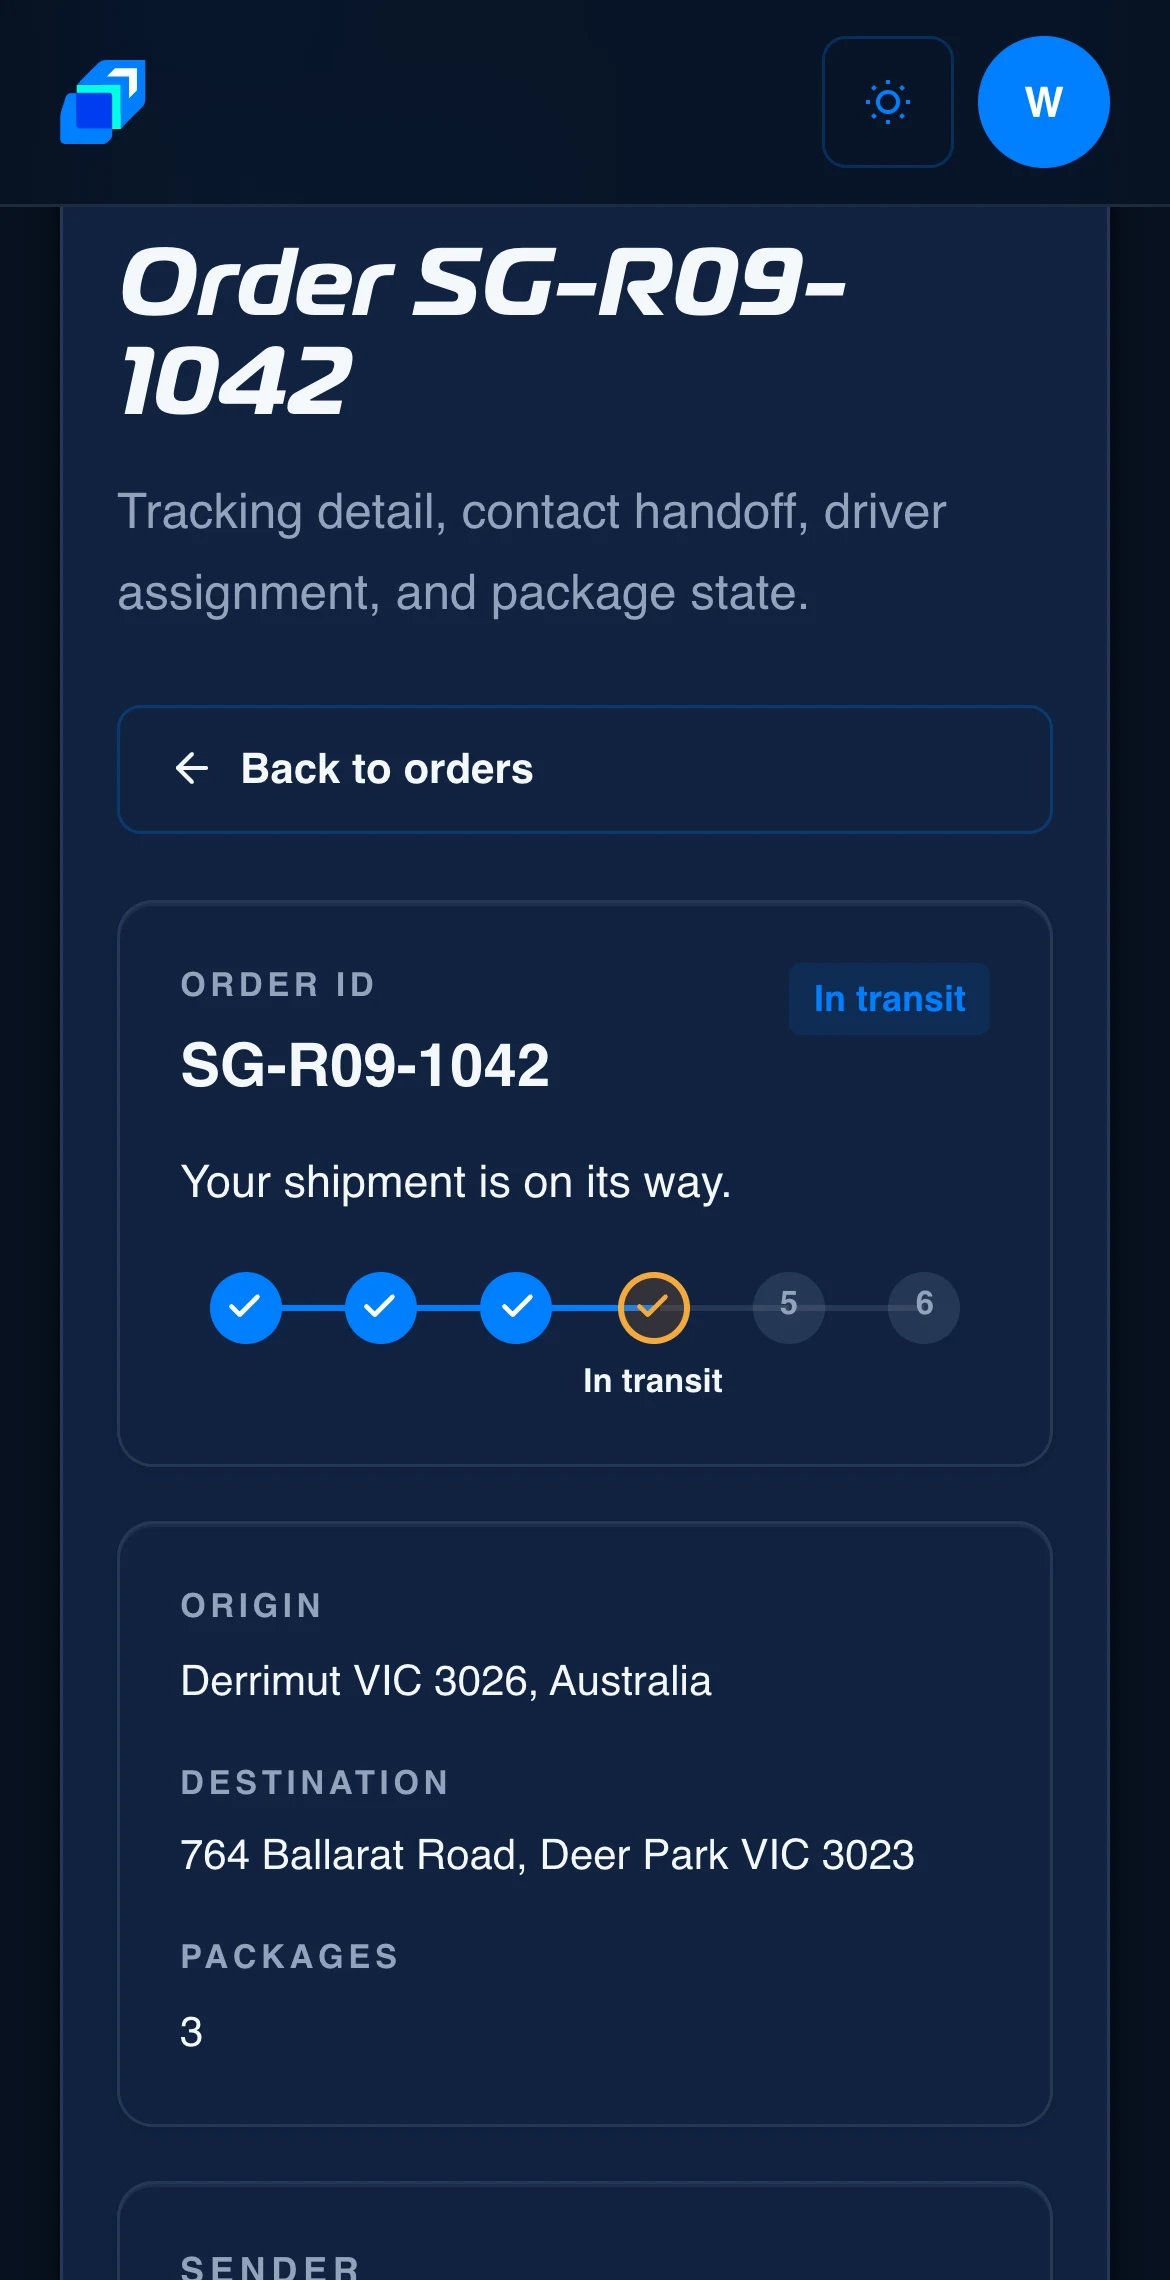 W
Order SG-R09-
1042
Tracking detail, contact handoff, driver
assignment, and package state.
Back to orders
ORDER ID
In transit
SG-R09-1042
Your shipment is on its way.
5
6
In transit
ORIGIN
Derrimut VIC 3026, Australia
DESTINATION
764 Ballarat Road, Deer Park VIC 3023
PACKAGES
3
SENDER